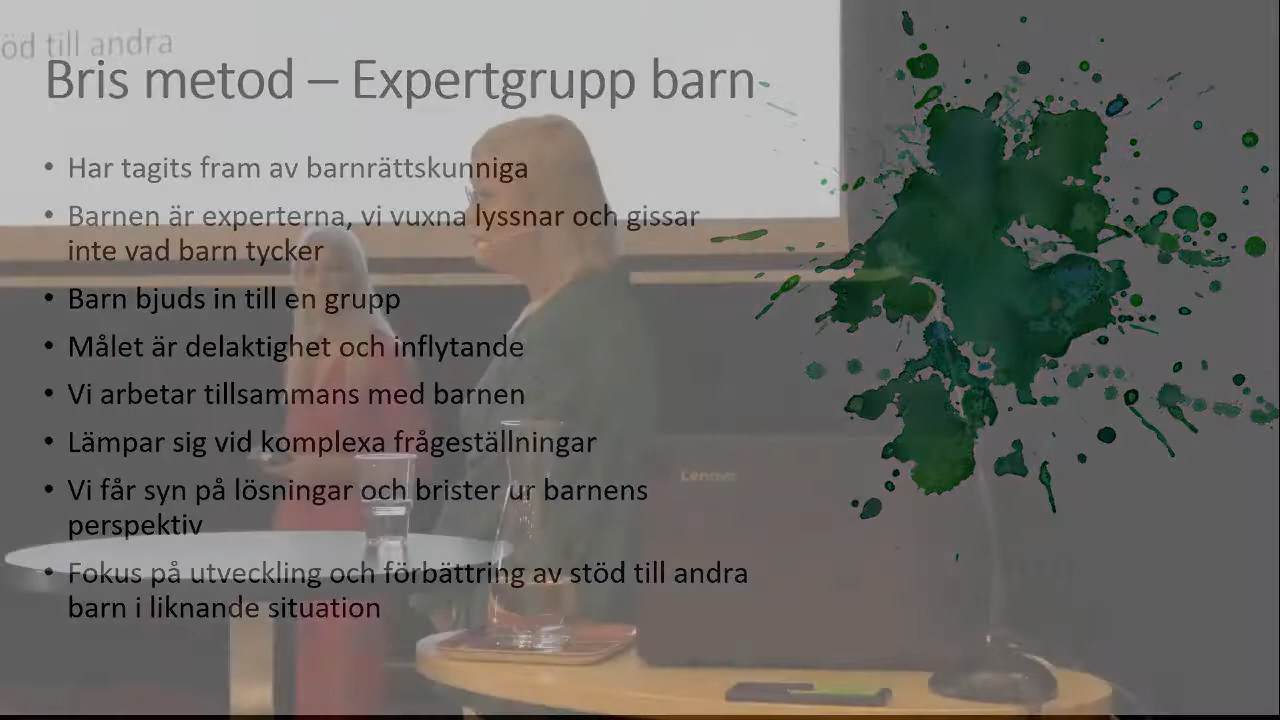 öd till andra
Bris metod – Expertgrupp barn
• Har tagits fram av barnrättskunniga
• Barnen är experterna, vi vuxna lyssnar och gissar
inte vad barn tycker
• Barn bjuds in till en grupp
• Målet är delaktighet och inflytande
• Vi arbetar tillsammans med barnen
• Lämpar sig vid komplexa frågeställningar
• Vi får syn på lösningar och brister ur barnens
perspektiv
• Fokus på utveckling och förbättring av stöd till andra
barn i liknande situation
Lenovo